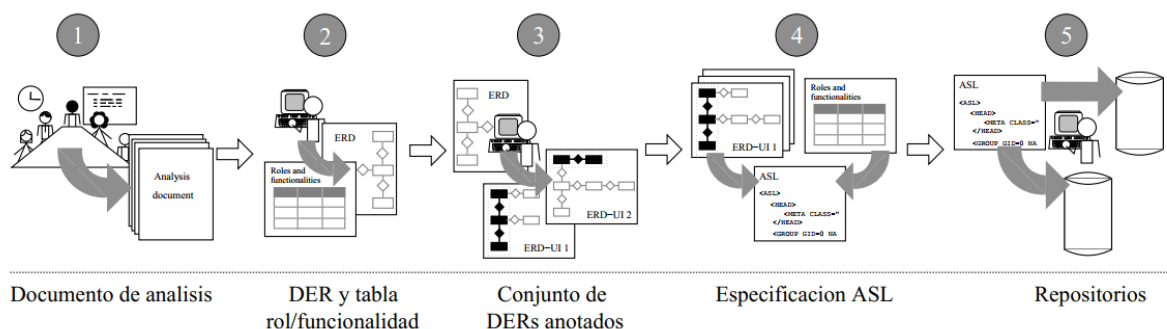 1
2
3
4
5
Analysis
document
ERD
Roles and
functionalities
ERD
ERD-UI 2
ERD-UI 1
ERD-UI 1
Roles and
functionalities
ASL
<ASL>
<HEAD>
<META CLASS="
</HEAD>
<GROUP GID=0 NA
ASL
<ASL>
<HEAD>
<META CLASS="
</HEAD>
<GROUP GID=0 NA
Documento de analisis
DER y tabla
rol/funcionalidad
Conjunto de
DERs anotados
Especificacion ASL
Repositorios